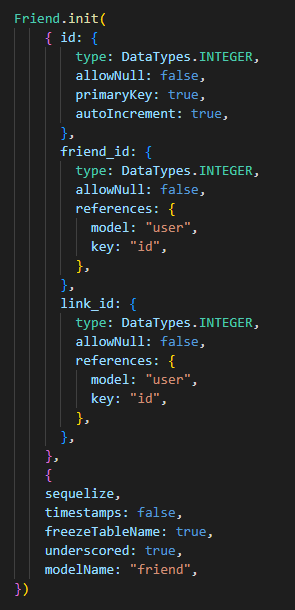 Friend.init(
{ id: {
type: DataTypes.INTEGER,
allowNull: false,
primaryKey: true,
autoIncrement: true,
},
friend_id: {
type: DataTypes.INTEGER,
allowNull: false,
references: {
model: "user",
key: "id",
},
},
link_id: {
type: DataTypes.INTEGER,
allowNull: false,
references: {
model: "user",
key: "id",
},
},
},
{
sequelize,
timestamps: false,
freezeTableName: true,
underscored: true,
modelName: "friend",
})